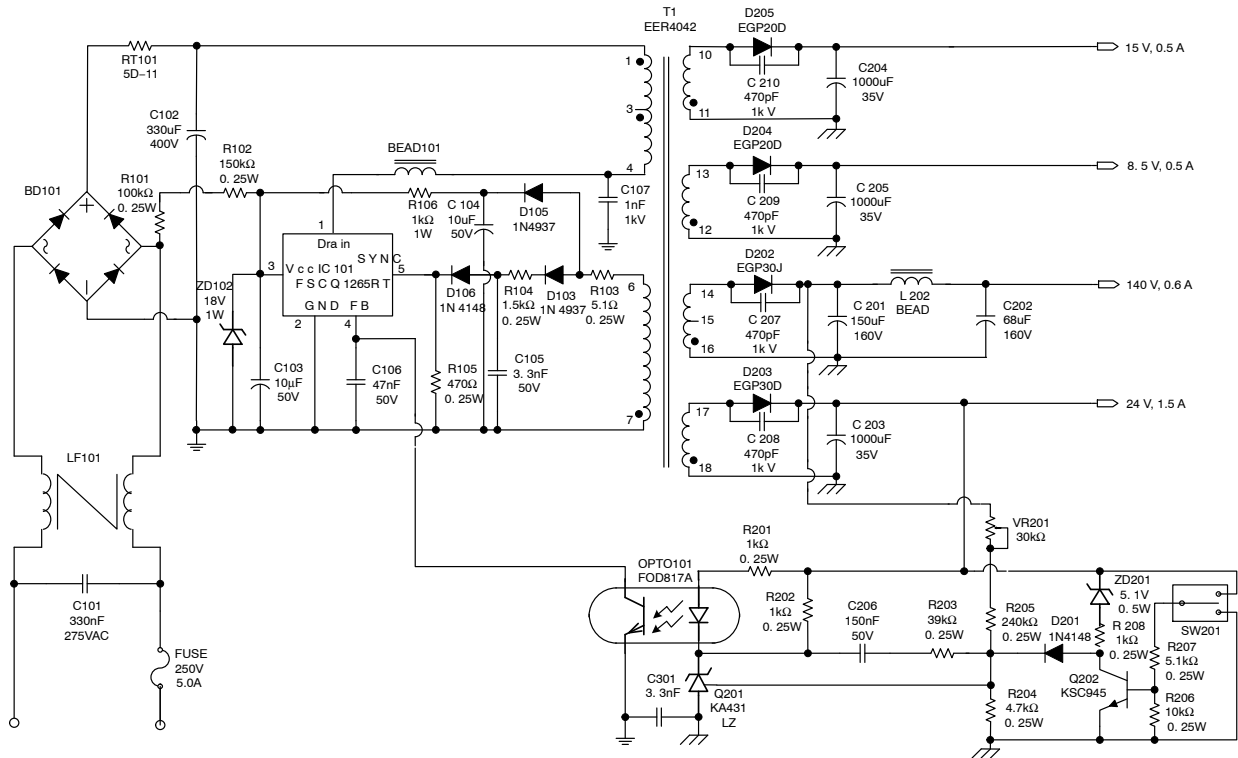 T1
EER4042
RT101
5D-11
C102
330uF
400V
R102
150kΩ
0. 25W
R101
100kΩ
0. 25W
BD101
BEAD101
1
3
4
10
11
D205
EGP20D
C 210
470pF
1k V
C204
1000uF
35V
15 V, 0.5 A
R106
1kΩ
1W
C 104
10uF
50V
D105
1N4937
C107
1nF
1kV
13
12
D204
EGP20D
C 209
470pF
1k V
C 205
1000uF
35V
8. 5 V, 0.5 A
1
Dra in
SYNC
3
Vcc IC 101
5
FSCQ 1265R T
GND FB
2
4
ZD102
18V
1W
D106
1N 4148
R104
1.5kΩ
0. 25W
D103
1N 4937
R103
5.1Ω
0. 25W
6
7
14
15
16
D202
EGP30J
C 207
470pF
1k V
C 201
150uF
160V
L 202
BEAD
C202
68uF
160V
140 V, 0.6 A
C103
10μF
50V
C106
47nF
50V
R105
470Ω
0. 25W
C105
3. 3nF
50V
17
18
D203
EGP30D
C 208
470pF
1k V
C 203
1000uF
35V
24 V, 1.5 A
LF101
C101
330nF
275VAC
FUSE
250V
5.0A
OPTO101
FOD817A
R201
1kΩ
0. 25W
R202
1kΩ
0. 25W
C206
150nF
50V
R203
39kΩ
0. 25W
VR201
30kΩ
R205
240kΩ
0. 25W
D201
1N4148
ZD201
5. 1V
0. 5W
R 208
1kΩ
0. 25W
SW201
R207
5.1kΩ
0. 25W
C301
3. 3nF
Q201
KA431
LZ
R204
4.7kΩ
0. 25W
Q202
KSC945
R206
10kΩ
0. 25W